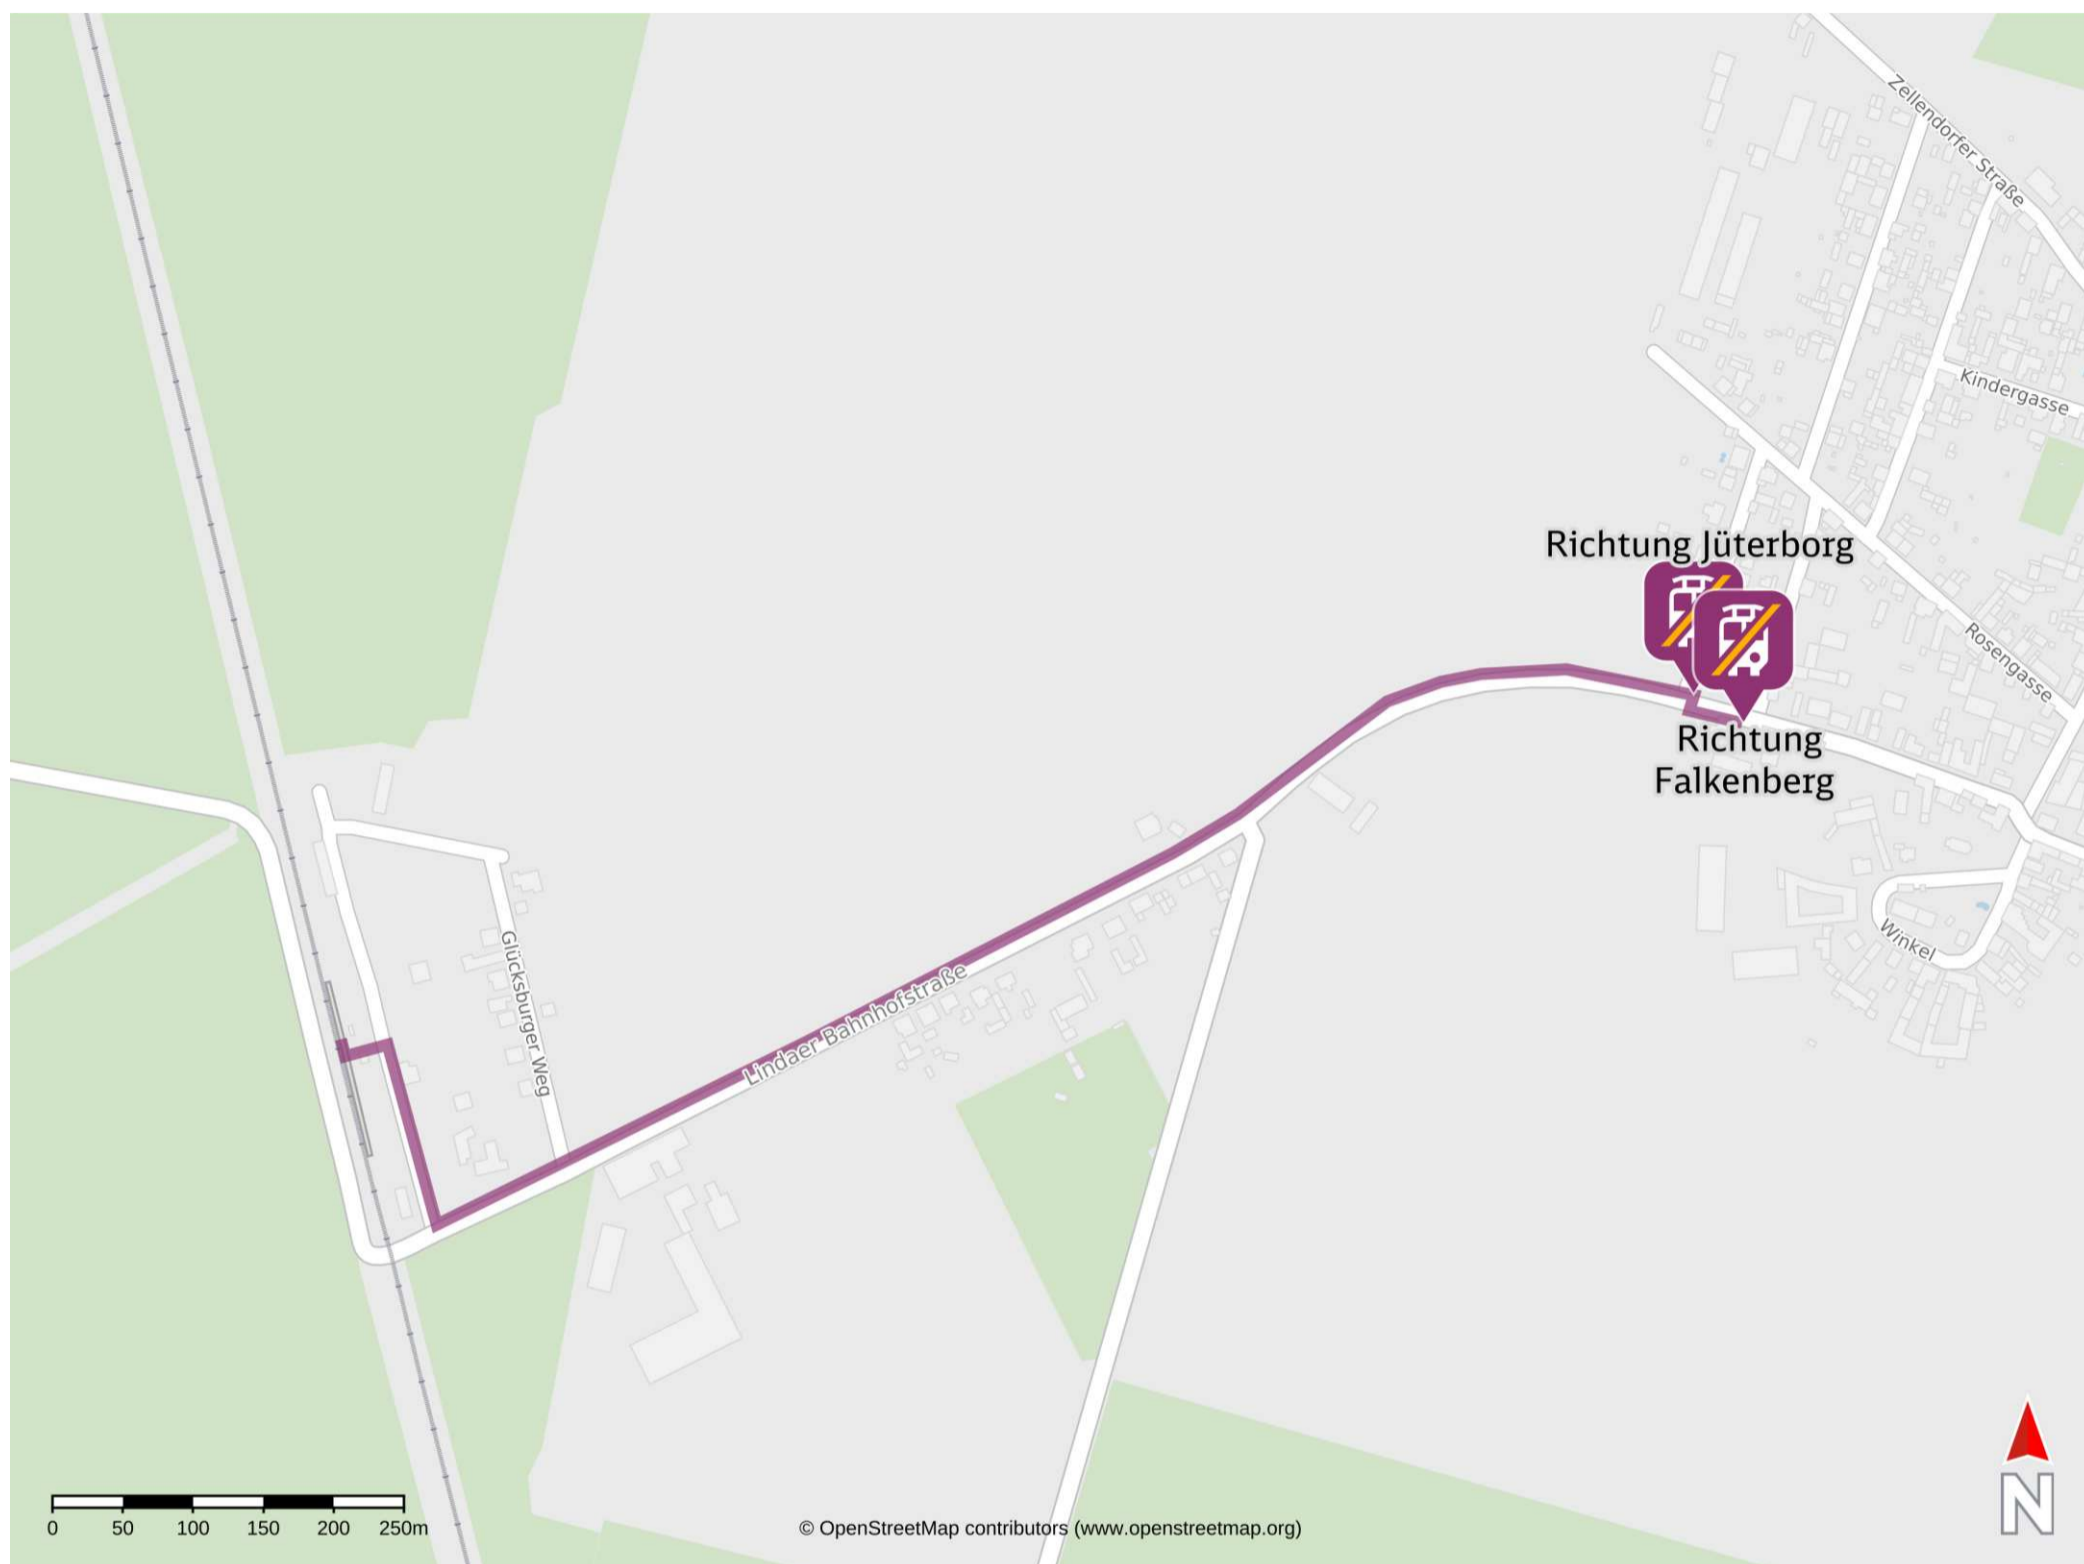 Zellendorfer Straße
Kindergasse
Richtung Jüterborg
Rosengasse
Richtung
Falkenberg
Winkel
Glücksburger Weg
Lindaer Bahnhofstraße
0 50 100 150 200 250m
© OpenStreetMap contributors (www.openstreetmap.org)
N